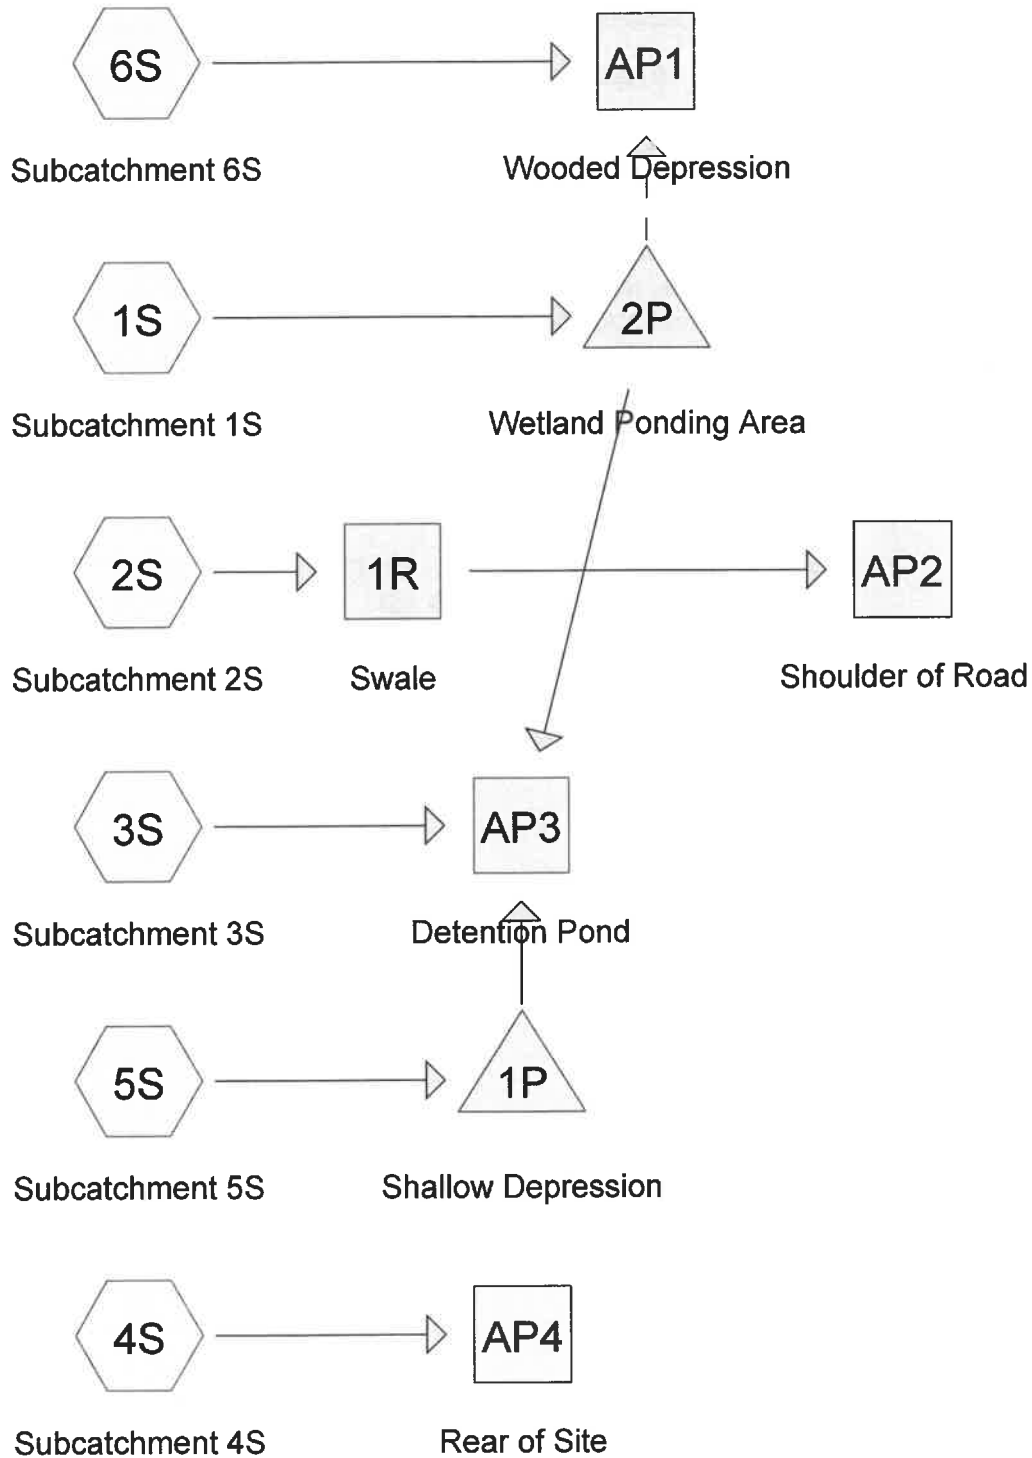 6S
AP1
Subcatchment 6S
Wooded Depression
1S
2P
Subcatchment 1S
Wetland Ponding Area
2S
1R
AP2
Subcatchment 2S
Swale
Shoulder of Road
3S
AP3
Subcatchment 3S
Detention Pond
5S
1P
Subcatchment 5S
Shallow Depression
4S
AP4
Subcatchment 4S
Rear of Site